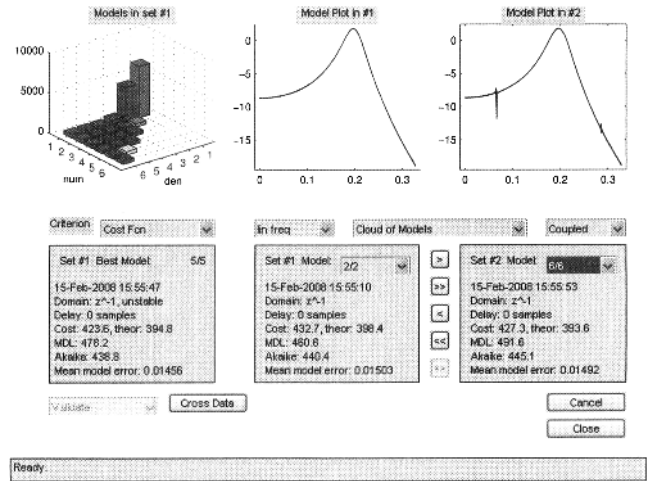 Models in set #1
Model Plot in #1
Model Plot in #2
10000
5000
0
1 2 3 4 5 6
num
6 5 4 3 2 1
den
0
-5
-10
-15
0 0.1 0.2 0.3
0
-5
-10
-15
0 0.1 0.2 0.3
Criterion Cost Fcn
lin freq
Cloud of Models
Coupled
Set #1 Best Model: 5/5
15-Feb-2008 15:55:47
Domain: z^-1, unstable
Delay: 0 samples
Cost: 423.6, theor: 394.8
MDL: 478.2
Akaike: 438.8
Mean model error: 0.01456
Set #1 Model: 2/2
15-Feb-2008 15:55:10
Domain: z^-1
Delay: 0 samples
Cost: 432.7, theor: 398.4
MDL: 460.6
Akaike: 440.4
Mean model error: 0.01503
>
>>
<
<<
Set #2 Model: 6/6
15-Feb-2008 15:55:53
Domain: z^-1
Delay: 0 samples
Cost: 427.3, theor: 393.6
MDL: 491.6
Akaike: 445.1
Mean model error: 0.01492
Validate
Cross Data
Cancel
Close
Ready.